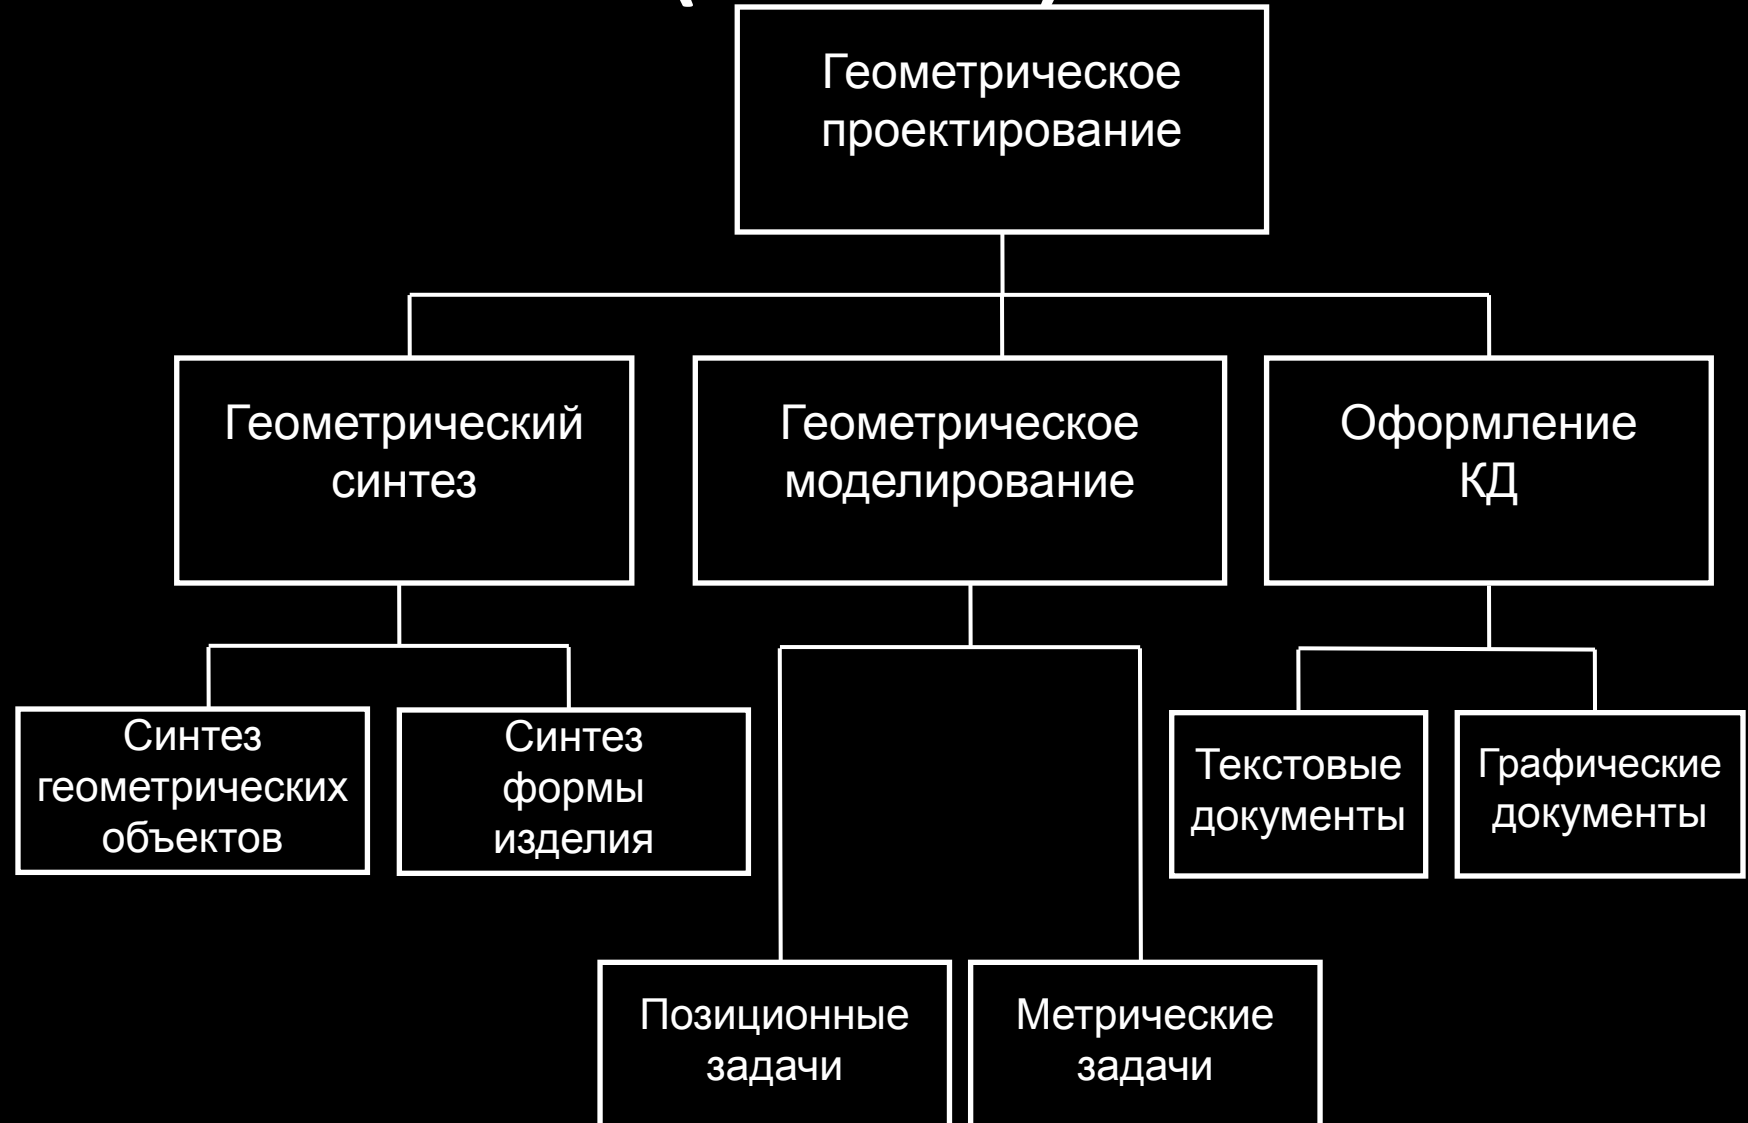 Геометрическое
проектирование
Геометрический
синтез
Геометрическое
моделирование
Оформление
КД
Синтез
геометрических
объектов
Синтез
формы
изделия
Текстовые
документы
Графические
документы
Позиционные
задачи
Метрические
задачи